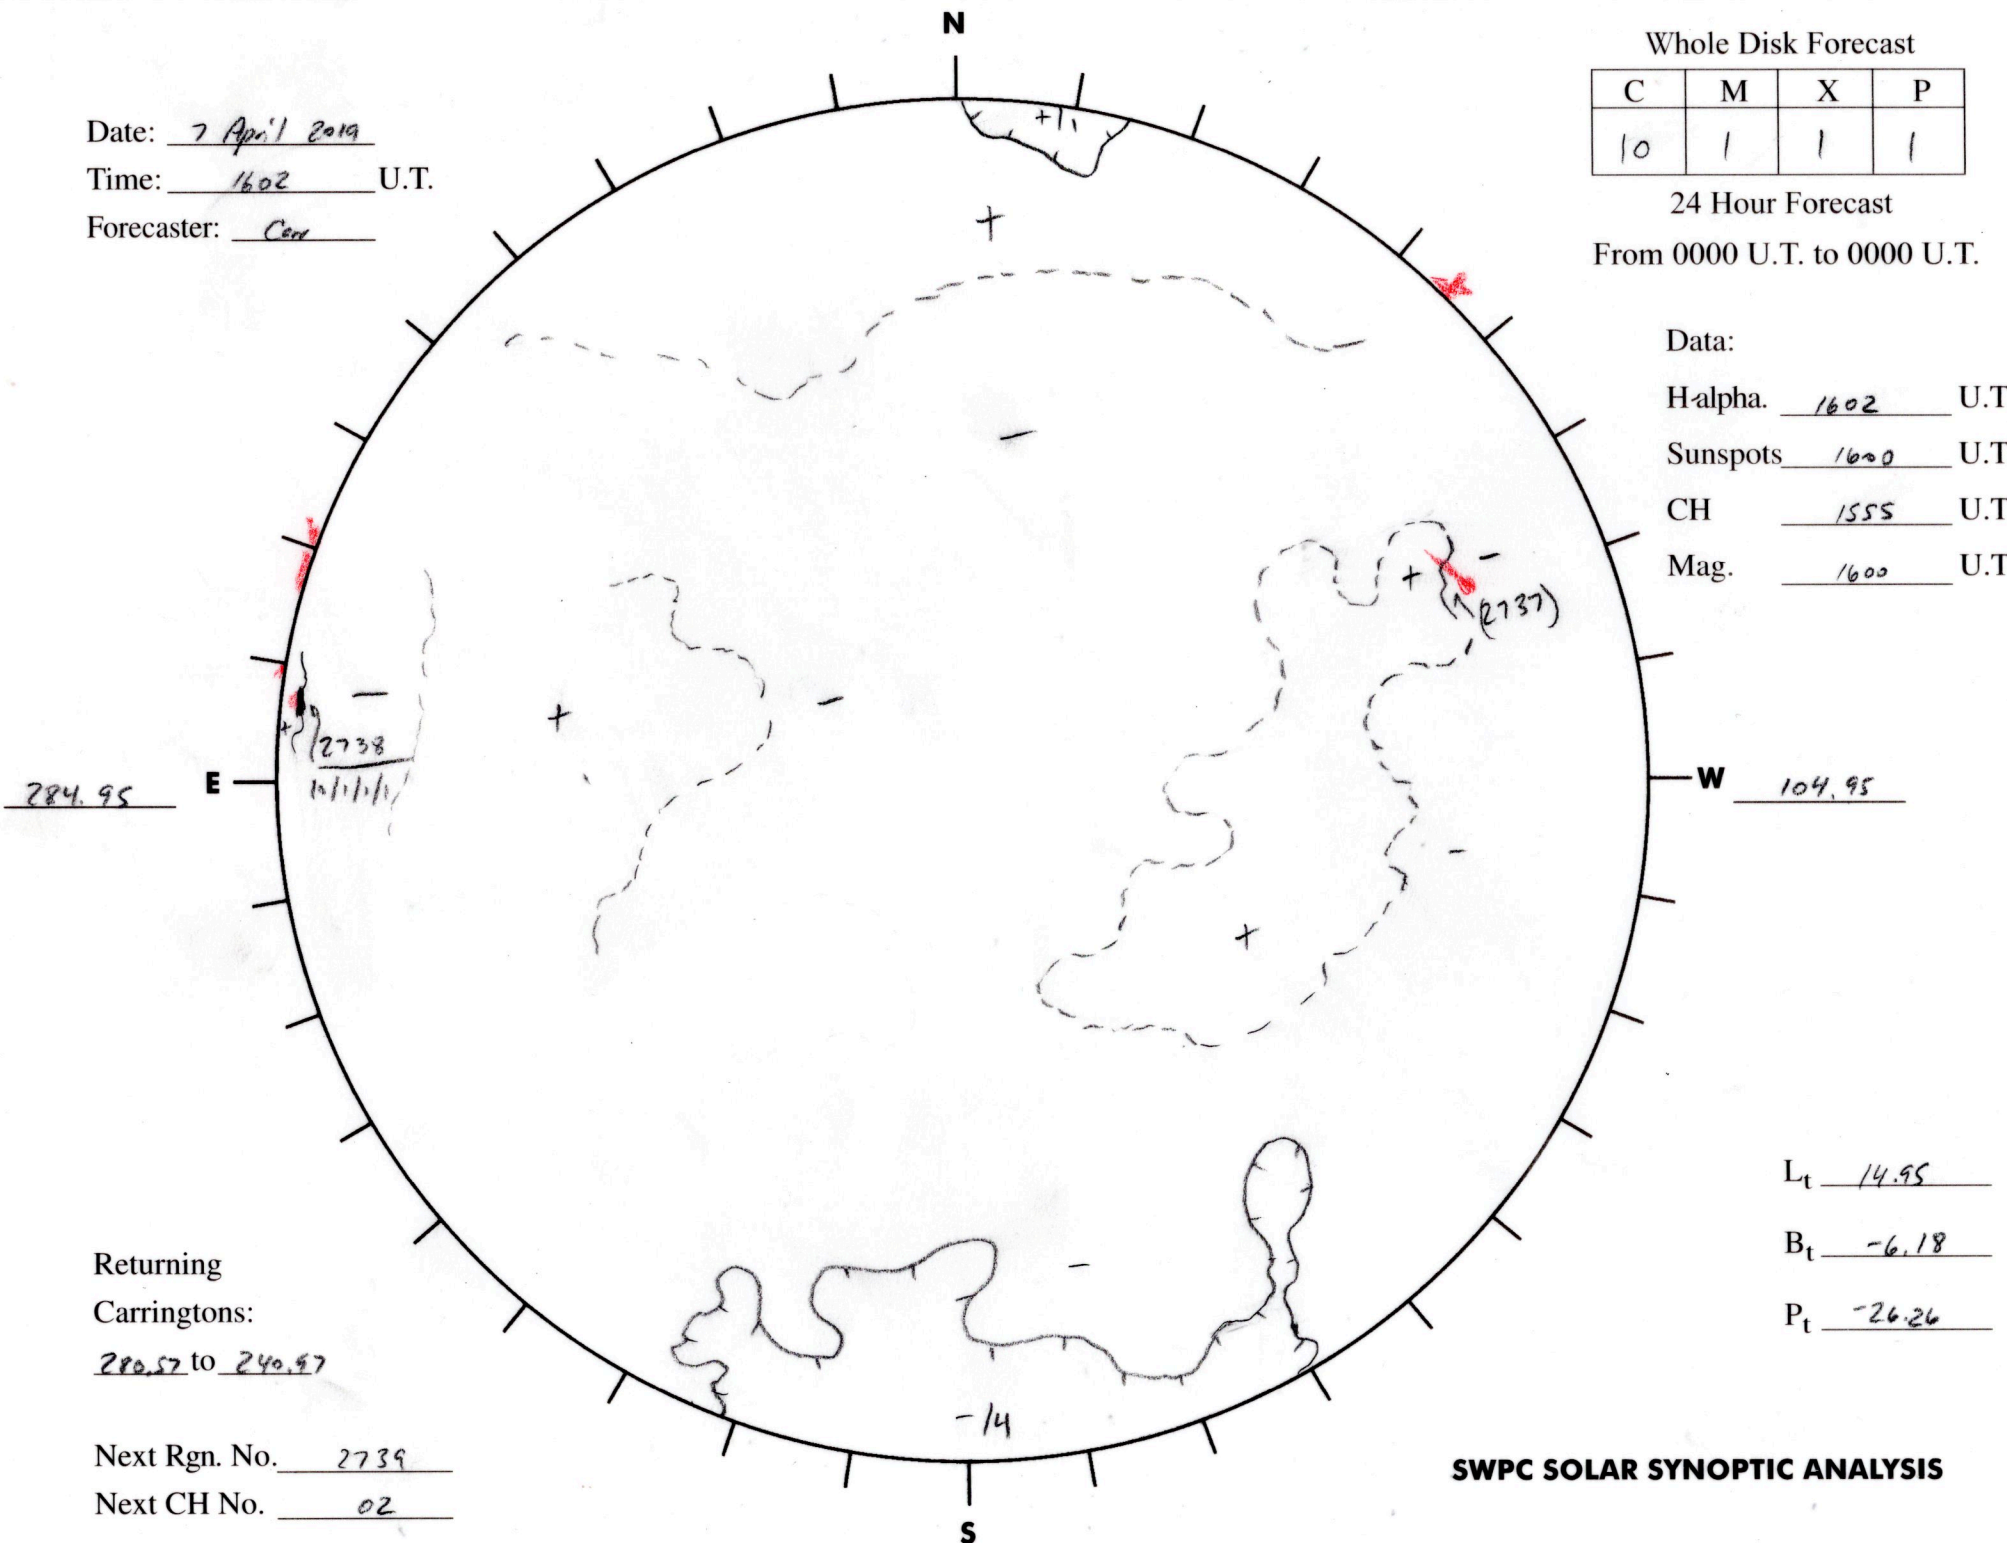 N
Whole Disk Forecast
C M X P
10 1 1 1
24 Hour Forecast
From 0000 U.T. to 0000 U.T.
Date: 7 April 2019
Time: 1602 U.T.
Forecaster:
+/1
+
-
Data:
H-alpha. 1602 U.T
Sunspots 1600 U.T
CH 1555 U.T
Mag. 1600 U.T
+ -
(2737)
-
+
-
+
2738
284.95 E
W 104.95
-
+
Lt 14.95
Bt -6.18
Pt -26.26
-
Returning
Carringtons:
280.57 to 240.97
-/4
Next Rgn. No. 2739
Next CH No. 02
SWPC SOLAR SYNOPTIC ANALYSIS
S